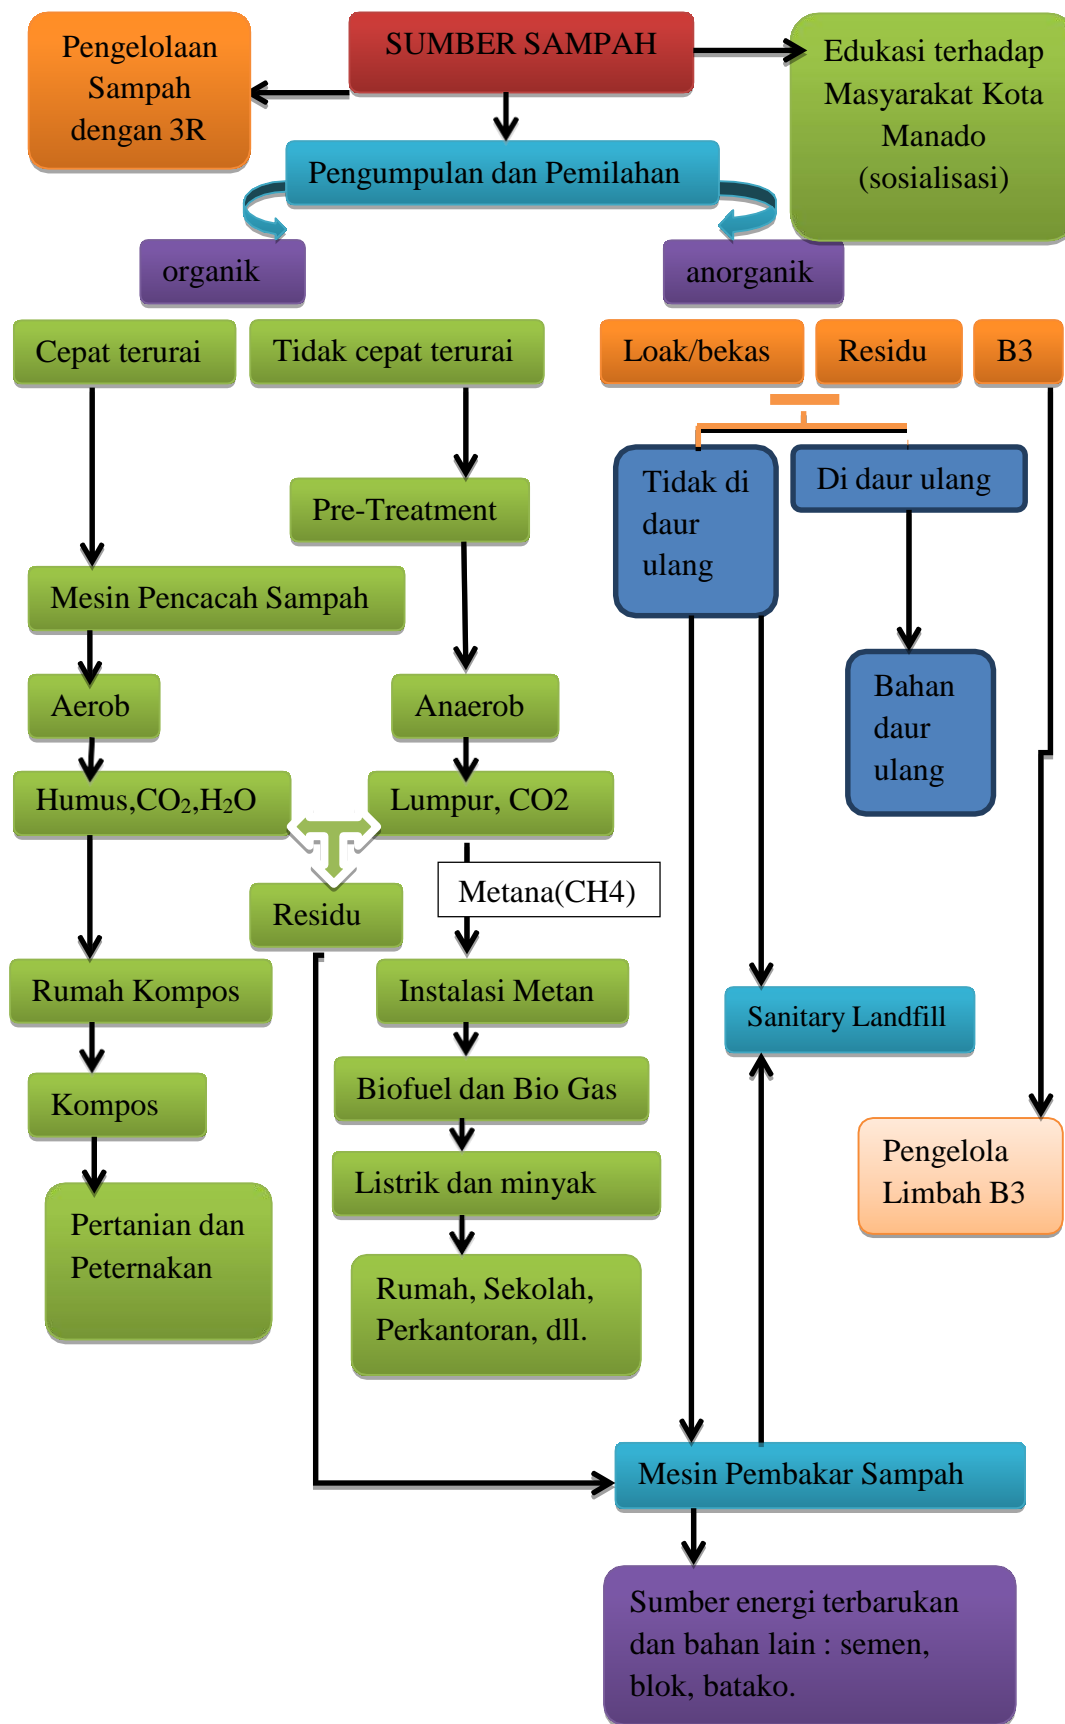 Pengelolaan
Sampah
dengan 3R
SUMBER SAMPAH
Edukasi terhadap
Masyarakat Kota
Manado
(sosialisasi)
Pengumpulan dan Pemilahan
organik
anorganik
Cepat terurai
Tidak cepat terurai
Loak/bekas
Residu
B3
Tidak di
daur
ulang
Di daur ulang
Pre-Treatment
Mesin Pencacah Sampah
Aerob
Anaerob
Bahan
daur
ulang
Humus,CO₂,H₂O
Lumpur, CO2
Metana(CH4)
Residu
Rumah Kompos
Instalasi Metan
Sanitary Landfill
Kompos
Biofuel dan Bio Gas
Pengelola
Limbah B3
Listrik dan minyak
Pertanian dan
Peternakan
Rumah, Sekolah,
Perkantoran, dll.
Mesin Pembakar Sampah
Sumber energi terbarukan
dan bahan lain : semen,
blok, batako.